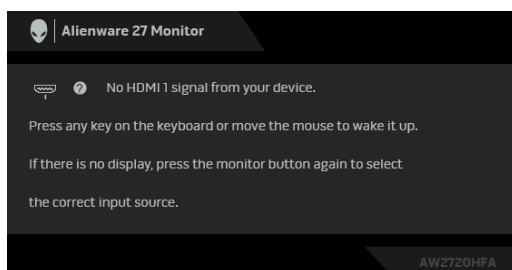 Alienware 27 Monitor
No HDMI 1 signal from your device.
Press any key on the keyboard or move the mouse to wake it up.
If there is no display, press the monitor button again to select
the correct input source.
AW2720HFA